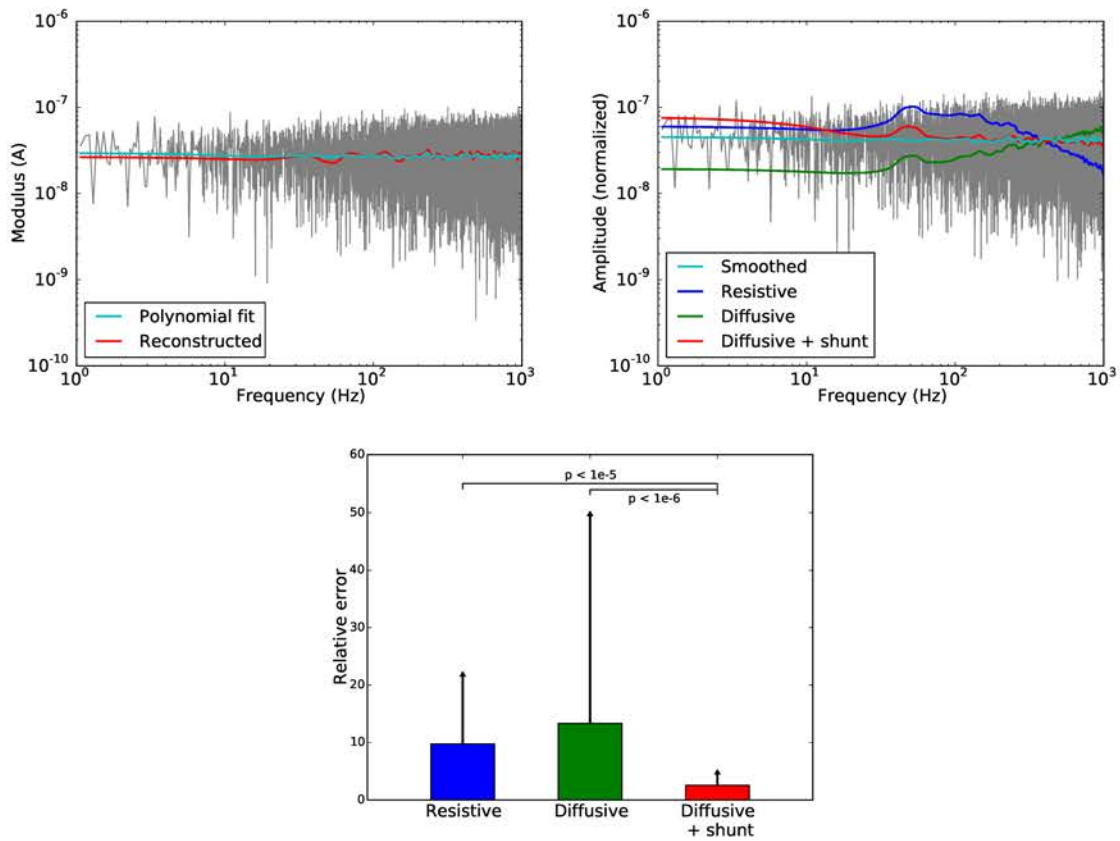 10^-6
10^-7
10^-8
10^-9
10^-10
Modulus (A)
Polynomial fit
Reconstructed
10^0 10^1 10^2 10^3
Frequency (Hz)
10^-6
10^-7
10^-8
10^-9
10^-10
Amplitude (normalized)
Smoothed
Resistive
Diffusive
Diffusive + shunt
10^0 10^1 10^2 10^3
Frequency (Hz)
60
50
40
30
20
10
0
Relative error
p < 1e-5
p < 1e-6
Resistive Diffusive Diffusive
+ shunt